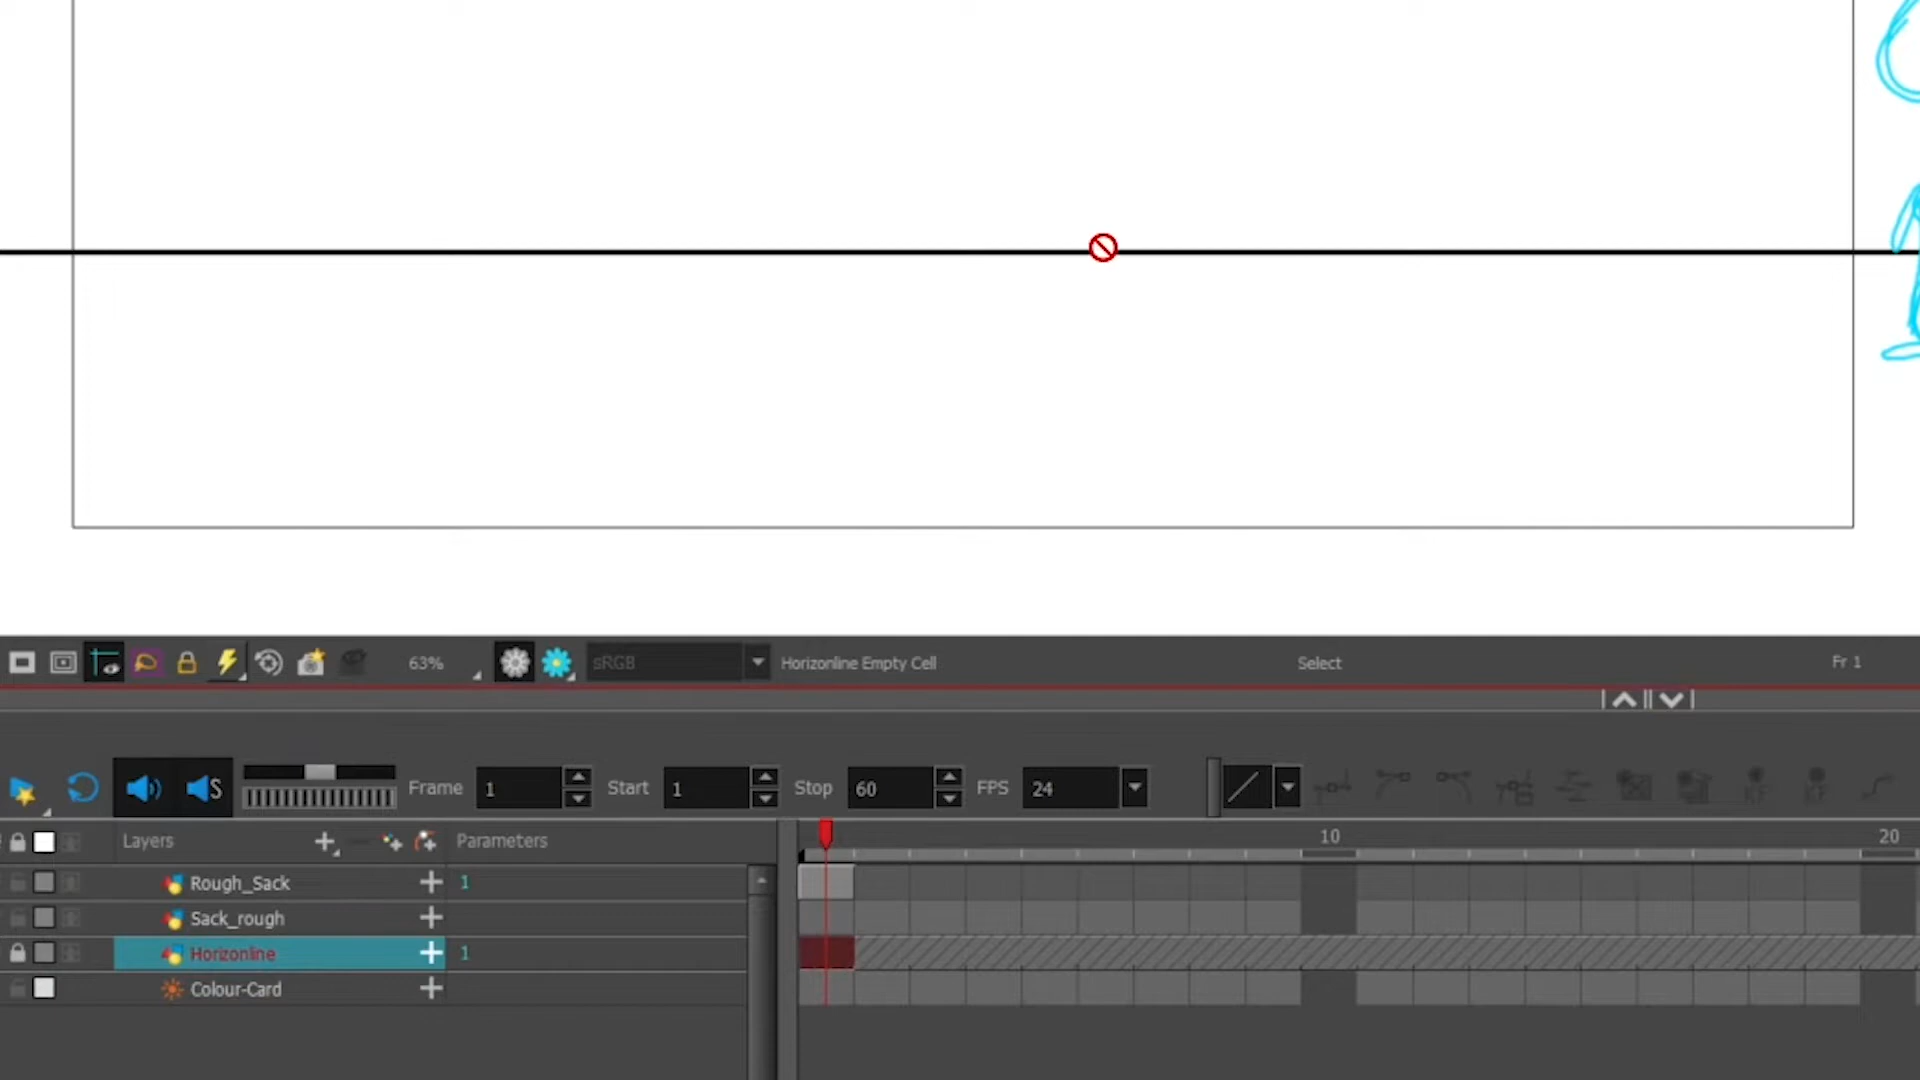 63% sRGB Horizonline Empty Cell Select Fr 1
S Frame 1 Start 1 Stop 60 FPS 24
Layers Parameters 10 20
Rough_Sack 1
Sack_rough
Horizonline 1
Colour-Card